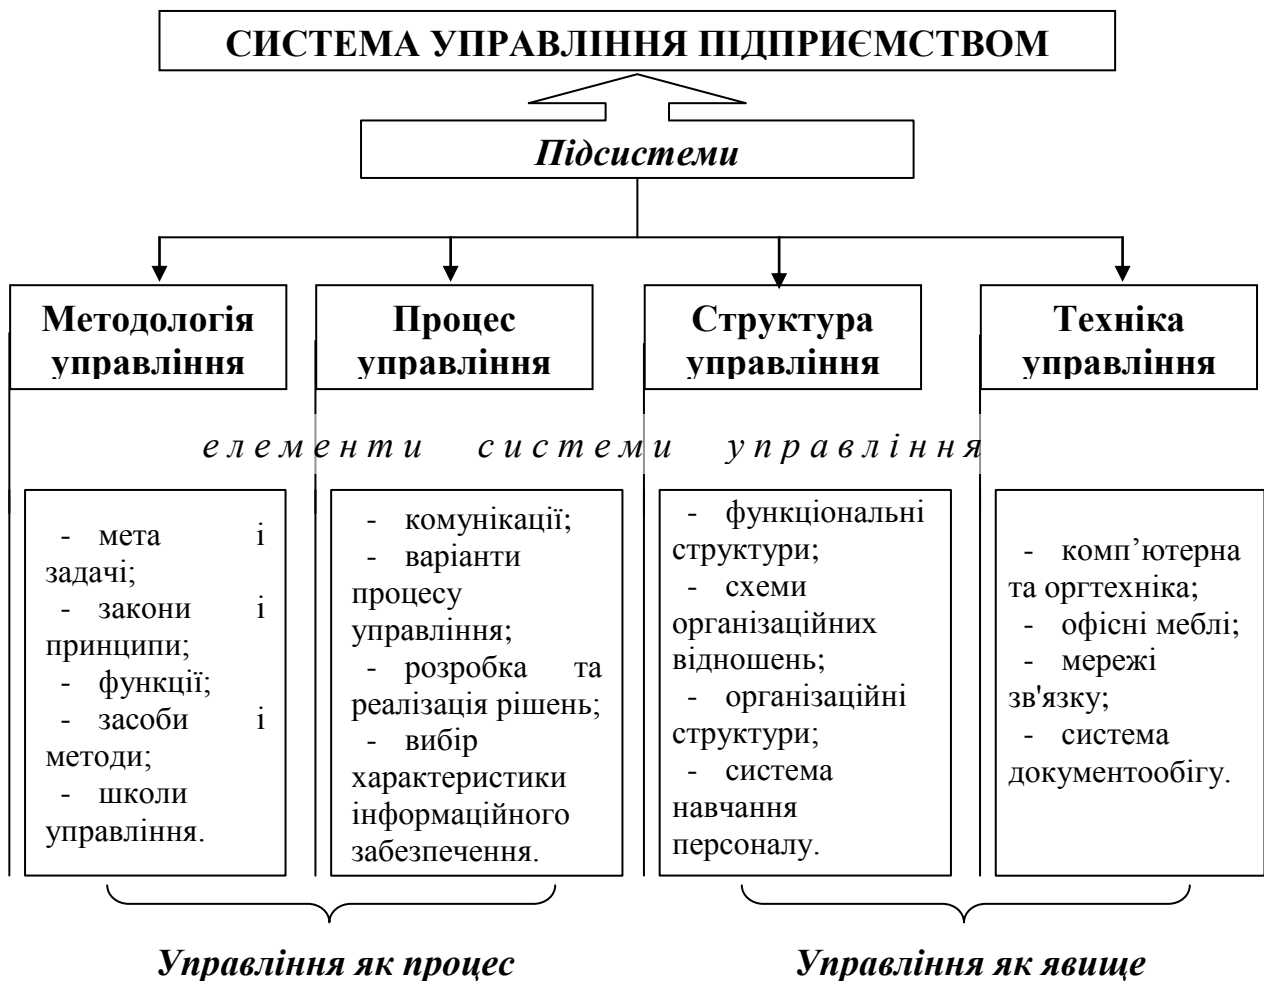 СИСТЕМА УПРАВЛІННЯ ПІДПРИЄМСТВОМ
Підсистеми
Методологія
управління
Процес
управління
Структура
управління
Техніка
управління
елементи системи управління
- мета і
задачі;
- закони і
принципи;
- функції;
- засоби і
методи;
- школи
управління.
- комунікації;
- варіанти
процесу
управління;
- розробка та
реалізація рішень;
- вибір
характеристики
інформаційного
забезпечення.
- функціональні
структури;
- схеми
організаційних
відношень;
- організаційні
структури;
- система
навчання
персоналу.
- комп’ютерна
та оргтехніка;
- офісні меблі;
- мережі
зв'язку;
- система
документообігу.
Управління як процес
Управління як явище